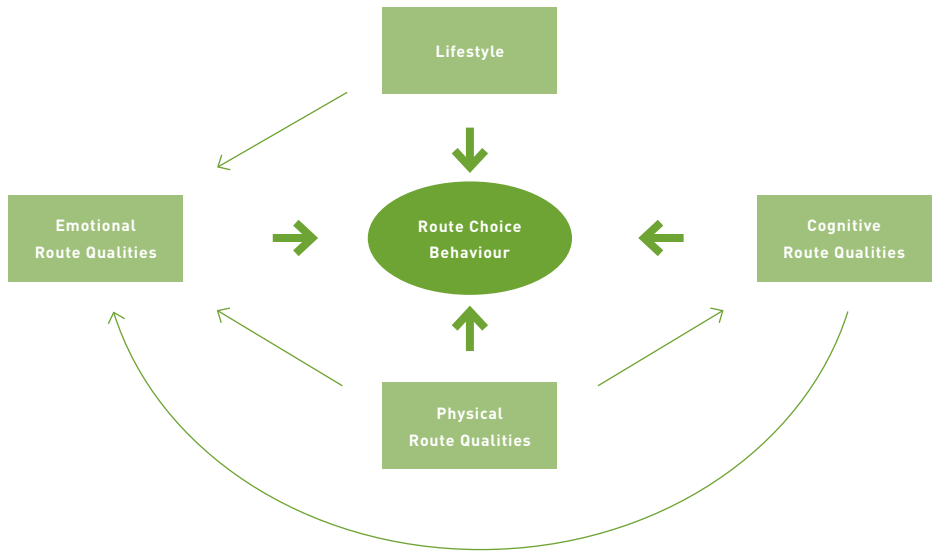 Lifestyle
Emotional
Route Qualities
Route Choice
Behaviour
Cognitive
Route Qualities
Physical
Route Qualities